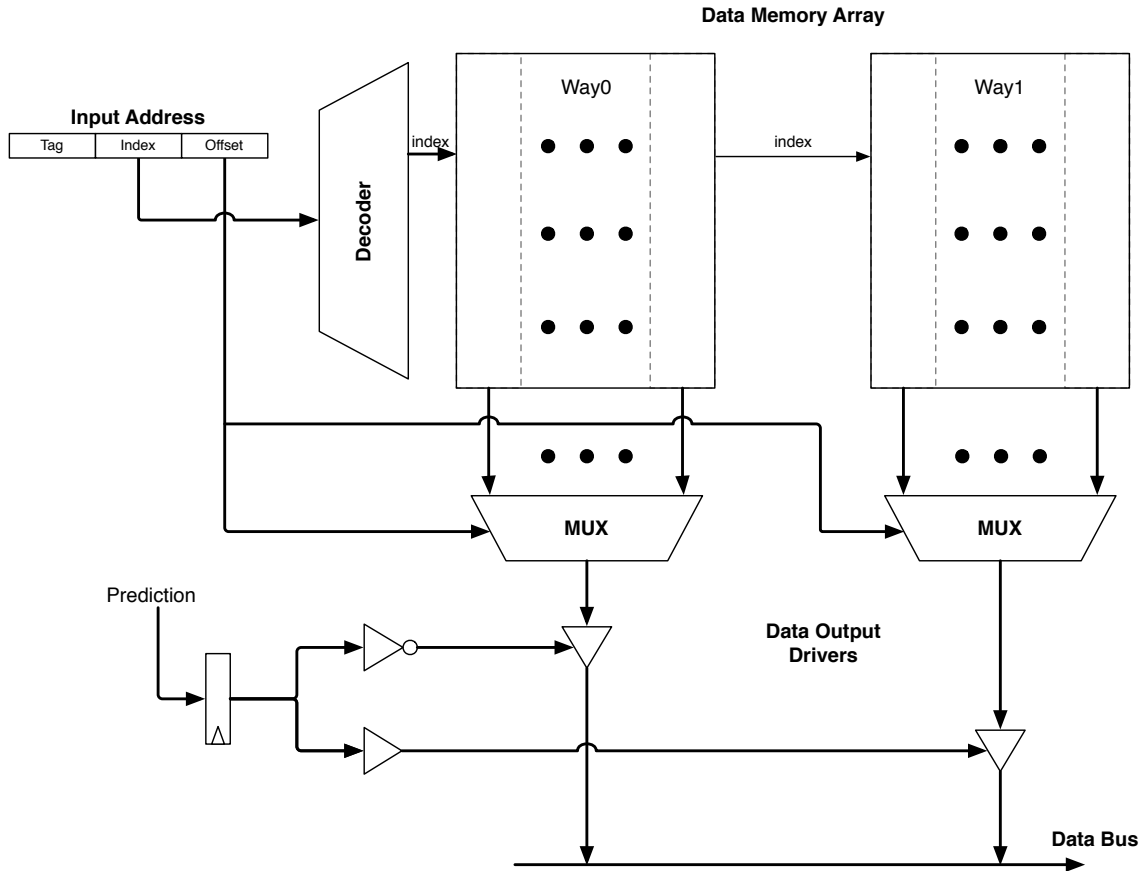 Data Memory Array
Way0
Way1
Input Address
Tag
Index
Offset
index
index
Decoder
MUX
MUX
Prediction
Data Output
Drivers
Data Bus